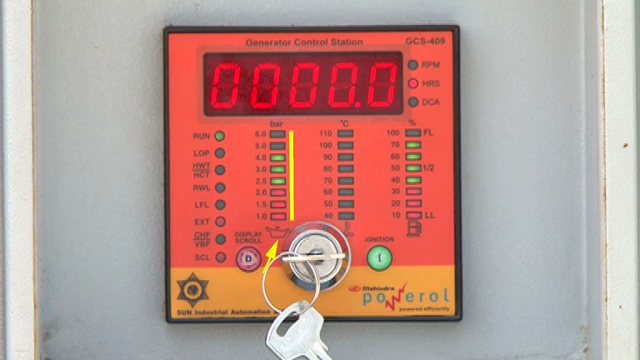 Generator Control Station GCS-409
0000.0
RPM
HRS
DCA
bar °C %
RUN 6.0 110 100 FL
5.0 100 70
LOP 4.0 90 60
HWT
HCT 3.0 80 50 1/2
2.5 70 40
RWL 2.0 60 30
LFL 1.5 50 20
EXT 1.0 40 10 LL
CHF
VBF
SCL
DISPLAY
SCROLL
D
IGNITION
I
Mahindra
powerol
powered efficiently
SUN Industrial Automation